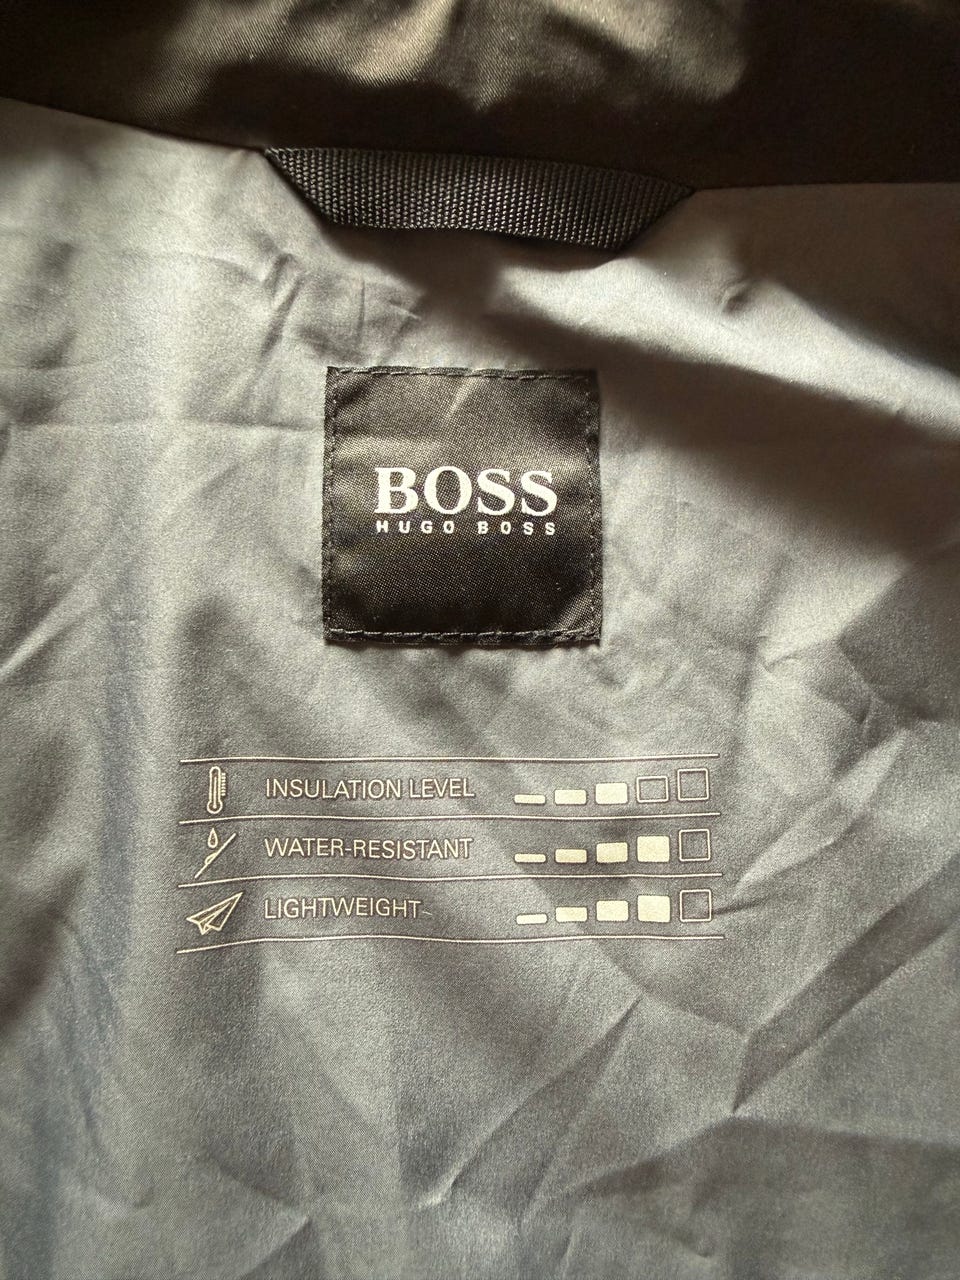 BOSS
HUGO BOSS
INSULATION LEVEL
WATER-RESISTANT
LIGHTWEIGHT